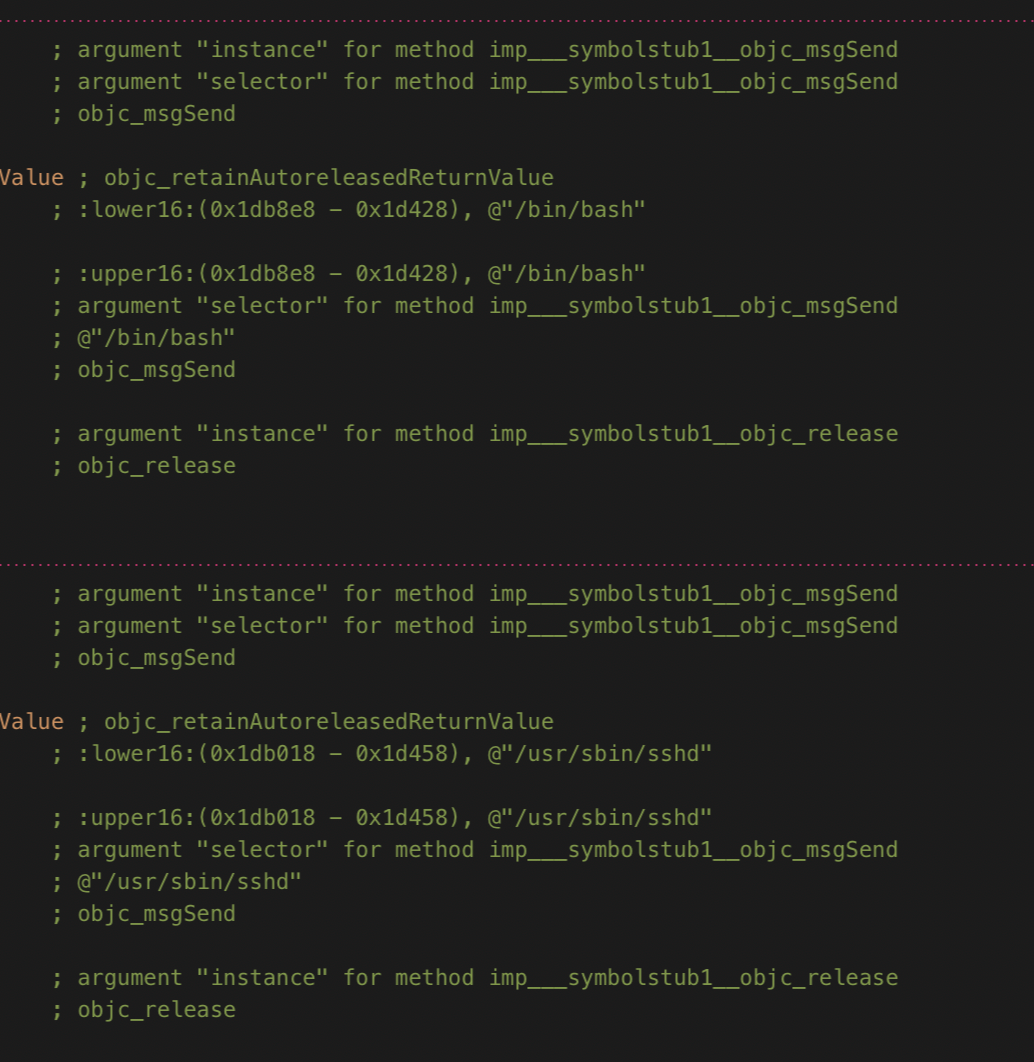 ; argument "instance" for method imp___symbolstub1__objc_msgSend
; argument "selector" for method imp___symbolstub1__objc_msgSend
; objc_msgSend
Value ; objc_retainAutoreleasedReturnValue
; :lower16:(0x1db8e8 - 0x1d428), @"/bin/bash"
; :upper16:(0x1db8e8 - 0x1d428), @"/bin/bash"
; argument "selector" for method imp___symbolstub1__objc_msgSend
; @"/bin/bash"
; objc_msgSend
; argument "instance" for method imp___symbolstub1__objc_release
; objc_release
; argument "instance" for method imp___symbolstub1__objc_msgSend
; argument "selector" for method imp___symbolstub1__objc_msgSend
; objc_msgSend
Value ; objc_retainAutoreleasedReturnValue
; :lower16:(0x1db018 - 0x1d458), @"/usr/sbin/sshd"
; :upper16:(0x1db018 - 0x1d458), @"/usr/sbin/sshd"
; argument "selector" for method imp___symbolstub1__objc_msgSend
; @"/usr/sbin/sshd"
; objc_msgSend
; argument "instance" for method imp___symbolstub1__objc_release
; objc_release